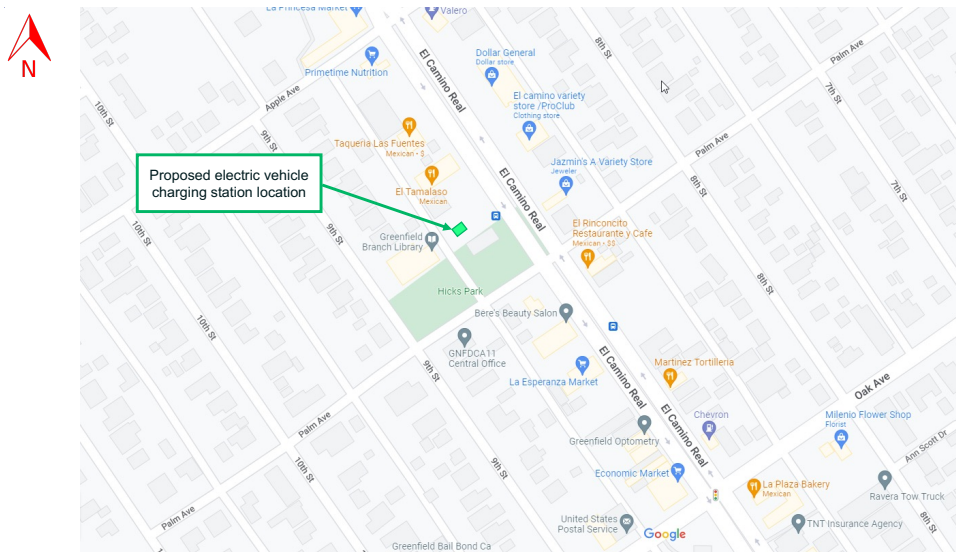 La Princesa Market
Valero
N
El Camino Real
Dollar General
Dollar store
8th St
Palm Ave
Primetime Nutrition
El camino variety
store /ProClub
Clothing store
7th St
10th St
Apple Ave
9th St
Taqueria Las Fuentes
Mexican • $
Palm Ave
Jazmin's A Variety Store
Jeweler
Proposed electric vehicle
charging station location
El Tamalaso
Mexican
El Camino Real
8th St
7th St
El Rinconcito
Restaurante y Cafe
Mexican • $$
10th St
9th St
Greenfield
Branch Library
8th St
Hicks Park
Bere's Beauty Salon
10th St
GNFDCA11
Central Office
9th St
El Camino Real
Martinez Tortilleria
La Esperanza Market
Oak Ave
El Camino Real
Chevron
Milenio Flower Shop
Florist
Palm Ave
Greenfield Optometry
Ann Scott Dr
10th St
9th St
Economic Market
La Plaza Bakery
Mexican
Ravera Tow Truck
Palm Ave
United States
Postal Service
Google
TNT Insurance Agency
8th St
Greenfield Bail Bond Ca